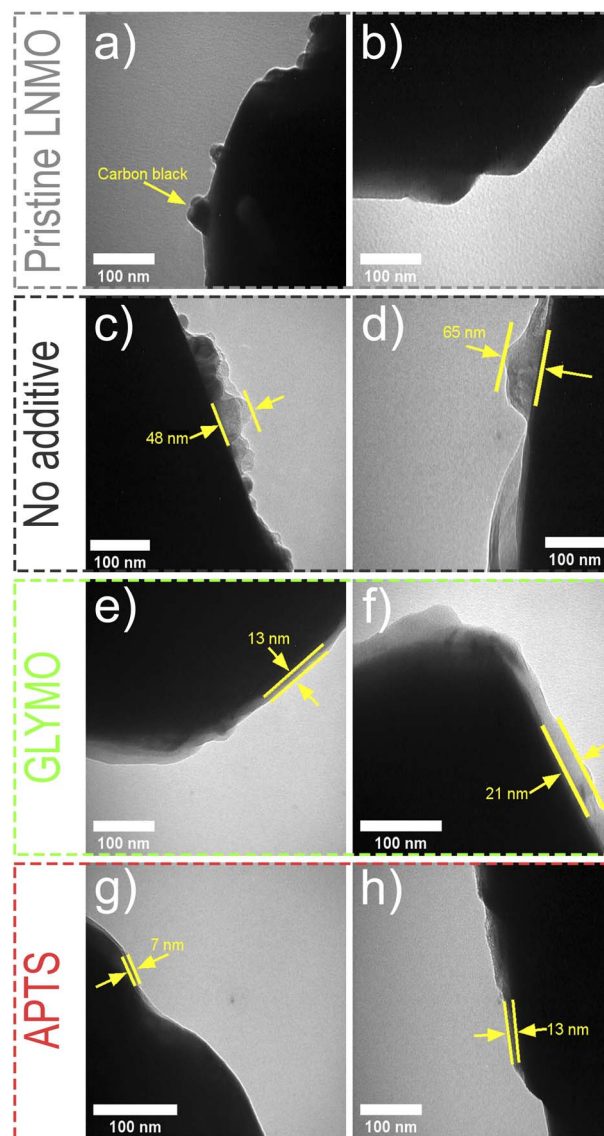 Pristine LNMO
a)
Carbon black
100 nm
b)
100 nm
No additive
c)
48 nm
100 nm
d)
65 nm
100 nm
GLYMO
e)
13 nm
100 nm
f)
21 nm
100 nm
APTS
g)
7 nm
100 nm
h)
13 nm
100 nm